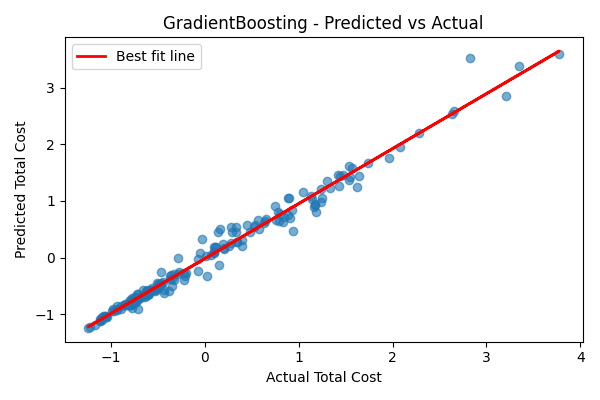 GradientBoosting - Predicted vs Actual
Best fit line
Predicted Total Cost
3
2
1
0
−1
−1 0 1 2 3 4
Actual Total Cost